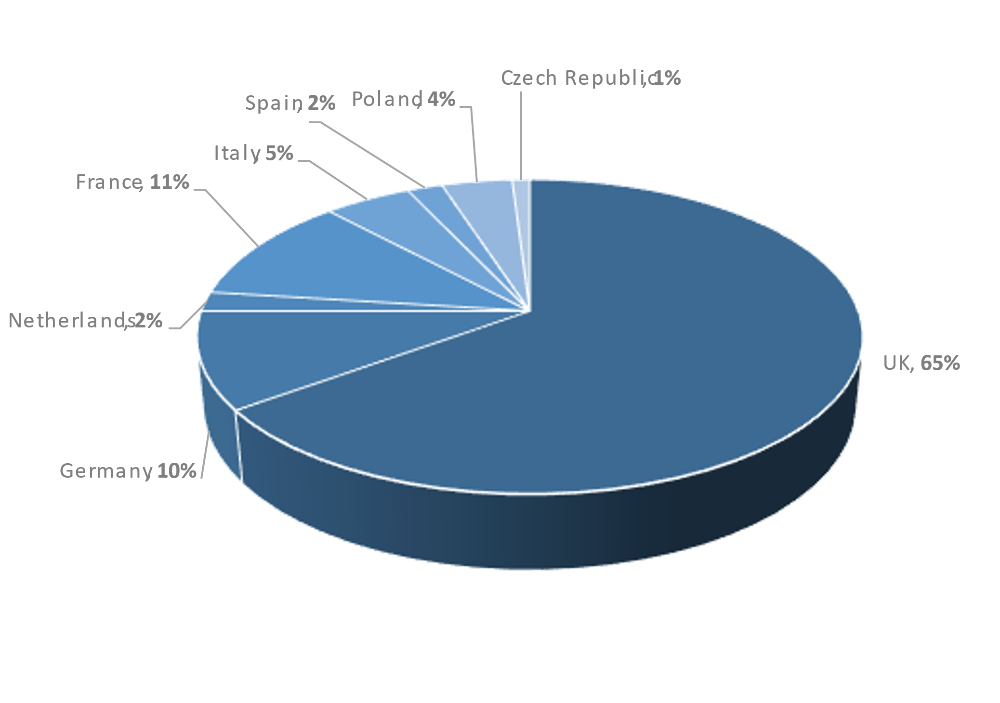 Czech Republic, 1%
Spain, 2%
Poland, 4%
Italy, 5%
France, 11%
Netherlands, 2%
UK, 65%
Germany, 10%